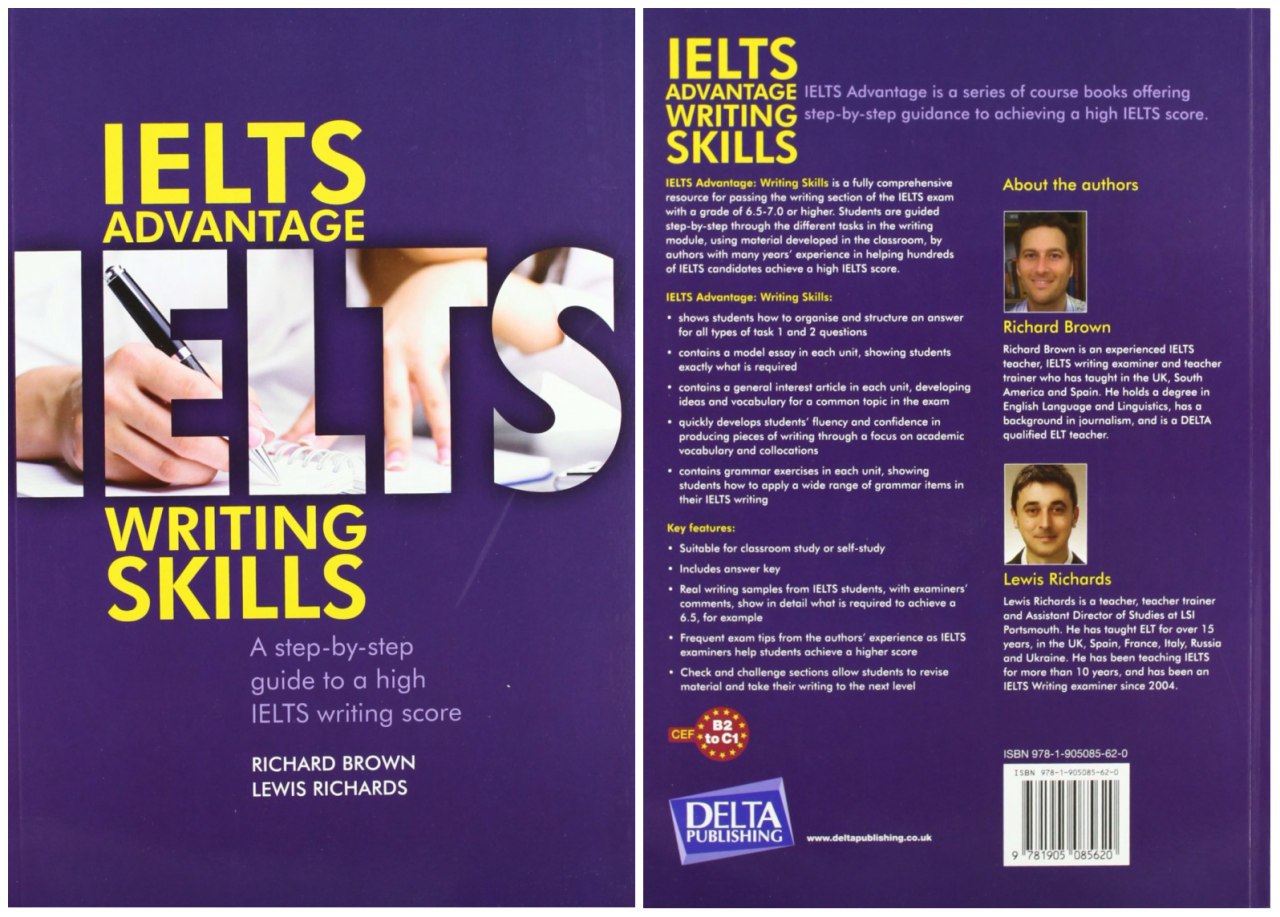 IELTS
ADVANTAGE
IELTS
WRITING
SKILLS
A step-by-step
guide to a high
IELTS writing score
RICHARD BROWN
LEWIS RICHARDS
IELTS
ADVANTAGE
WRITING
SKILLS
IELTS Advantage is a series of course books offering
step-by-step guidance to achieving a high IELTS score.
IELTS Advantage: Writing Skills is a fully comprehensive
resource for passing the writing section of the IELTS exam
with a grade of 6.5-7.0 or higher. Students are guided
step-by-step through the different tasks in the writing
module, using material developed in the classroom, by
authors with many years' experience in helping hundreds
of IELTS candidates achieve a high IELTS score.
IELTS Advantage: Writing Skills:
• shows students how to organise and structure an answer
for all types of task 1 and 2 questions
• contains a model essay in each unit, showing students
exactly what is required
• contains a general interest article in each unit, developing
ideas and vocabulary for a common topic in the exam
• quickly develops students' fluency and confidence in
producing pieces of writing through a focus on academic
vocabulary and collocations
• contains grammar exercises in each unit, showing
students how to apply a wide range of grammar items in
their IELTS writing
Key features:
• Suitable for classroom study or self-study
• Includes answer key
• Real writing samples from IELTS students, with examiners'
comments, show in detail what is required to achieve a
6.5, for example
• Frequent exam tips from the authors' experience as IELTS
examiners help students achieve a higher score
• Check and challenge sections allow students to revise
material and take their writing to the next level
CEF B2
to C1
DELTA
PUBLISHING
www.deltapublishing.co.uk
About the authors
Richard Brown
Richard Brown is an experienced IELTS
teacher, IELTS writing examiner and teacher
trainer who has taught in the UK, South
America and Spain. He holds a degree in
English Language and Linguistics, has a
background in journalism, and is a DELTA
qualified ELT teacher.
Lewis Richards
Lewis Richards is a teacher, teacher trainer
and Assistant Director of Studies at LSI
Portsmouth. He has taught ELT for over 15
years, in the UK, Spain, France, Italy, Russia
and Ukraine. He has been teaching IELTS
for more than 10 years, and has been an
IELTS Writing examiner since 2004.
ISBN 978-1-905085-62-0
ISBN 978-1-905085-62-0
9 781905 085620